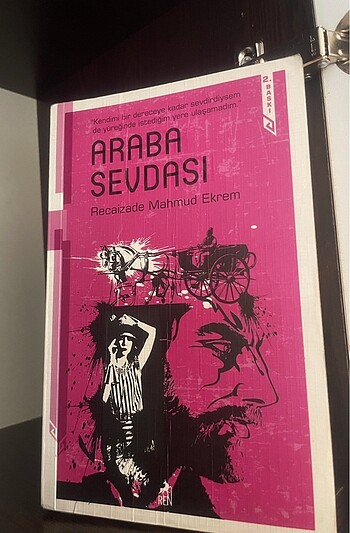 "Kendimi bir dereceye kadar sevdirdiysem
de yüreğinde istediğim yere ulaşamadım."
2. BASKI
ARABA
SEVDASI
Recaizade Mahmud Ekrem
REN